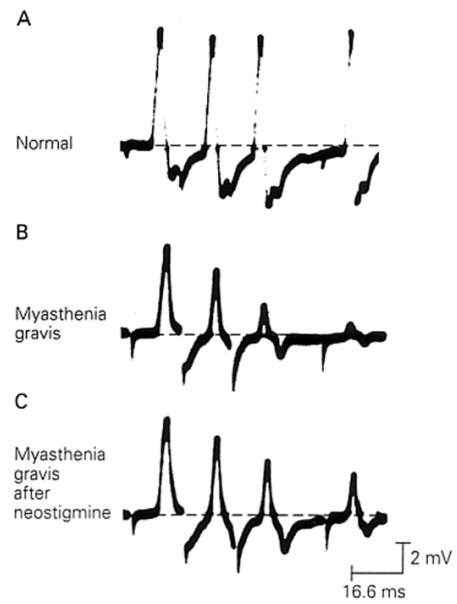 A
Normal
B
Myasthenia
gravis
C
Myasthenia
gravis
after
neostigmine
2 mV
16.6 ms